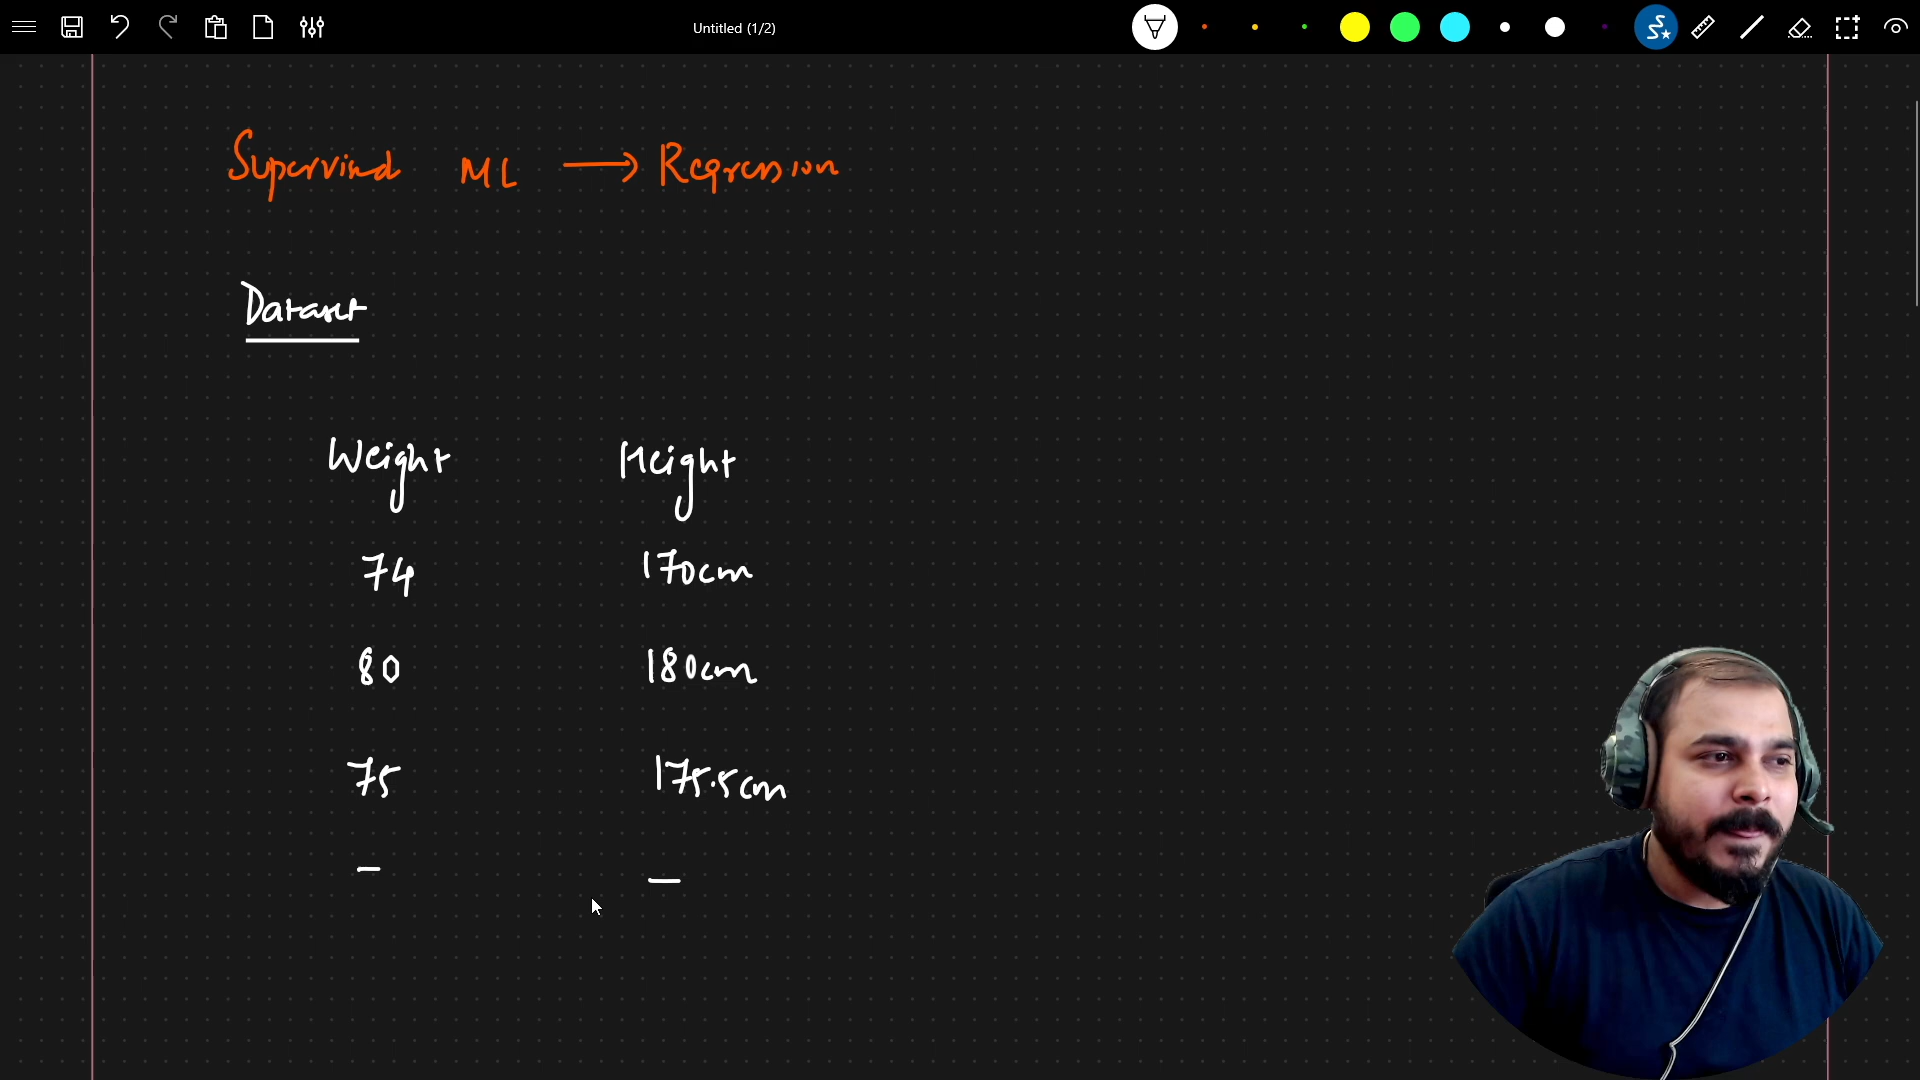 Untitled (1/2)
Supervised ML → Regression
Dataset
Weight Height
74 170cm
80 180cm
75 175.5cm
– –